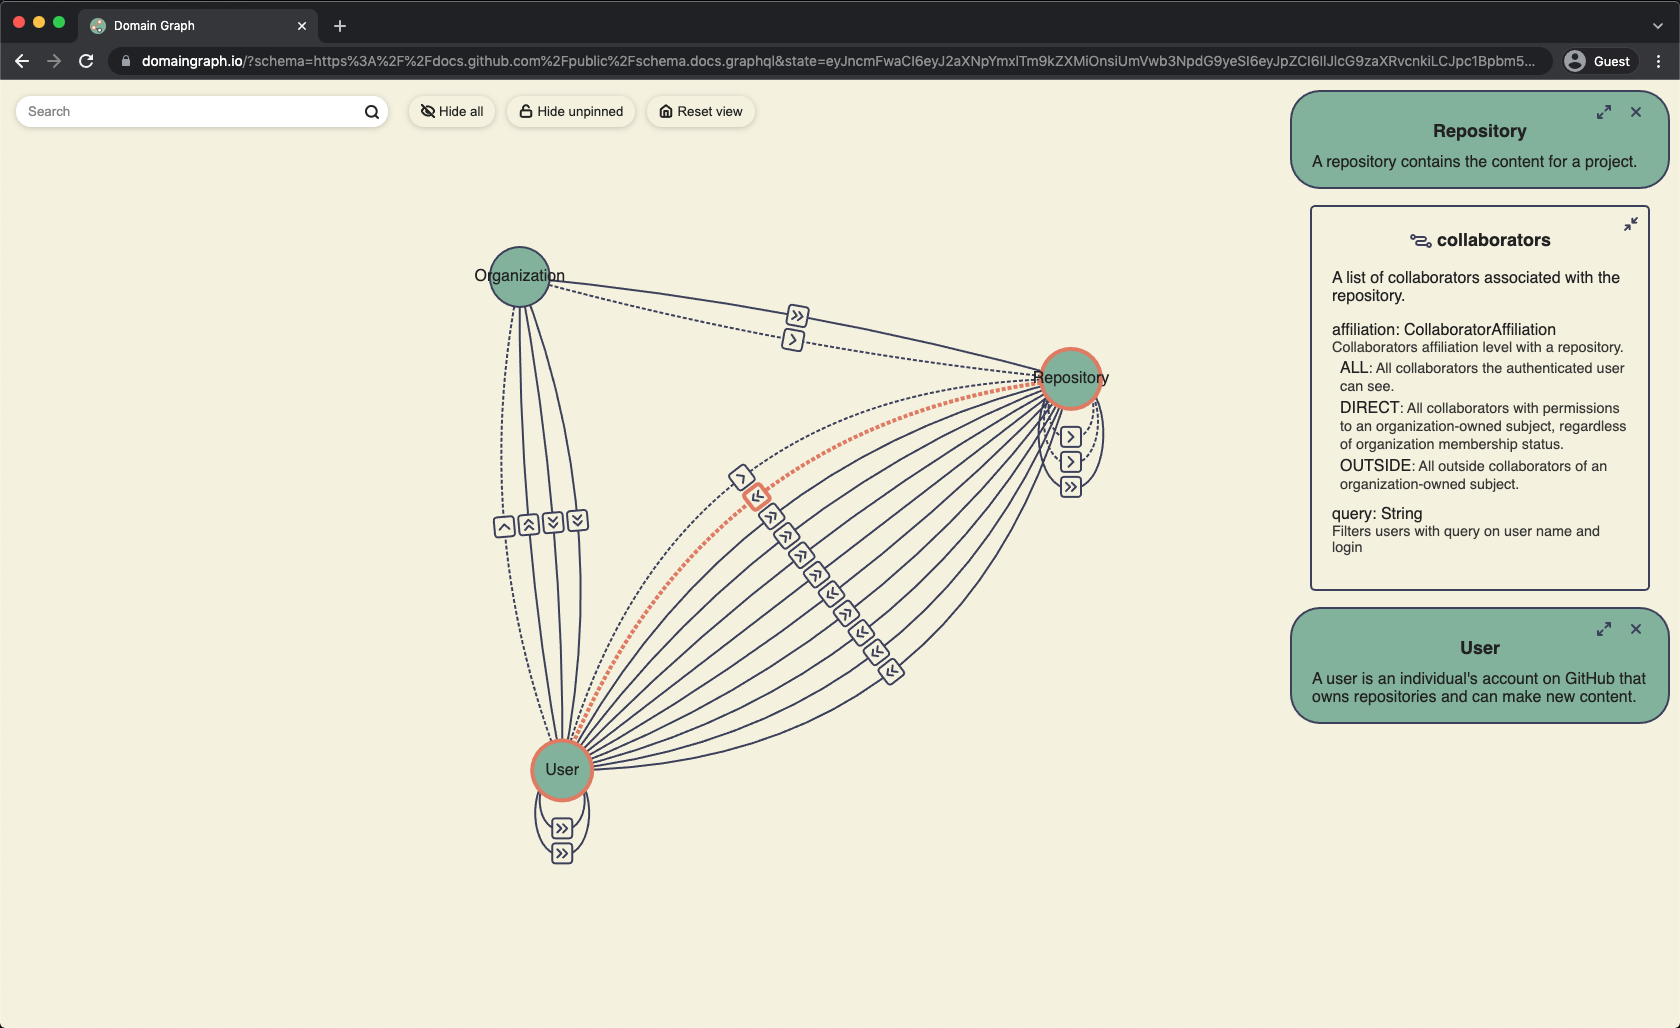 Domain Graph
domaingraph.io/?schema=https%3A%2F%2Fdocs.github.com%2Fpublic%2Fschema.docs.graphql&state=eyJncmFwaCI6eyJ2aXNpYmxlTm9kZXMiOnsiUmVwb3NpdG9yeSI6eyJpZCI6IlJlcG9zaXRvcnkiLCJpc1Bpbm5...
Guest
Search
Hide all
Hide unpinned
Reset view
Organization
Repository
User
Repository
A repository contains the content for a project.
collaborators
A list of collaborators associated with the
repository.
affiliation: CollaboratorAffiliation
Collaborators affiliation level with a repository.
ALL: All collaborators the authenticated user
can see.
DIRECT: All collaborators with permissions
to an organization-owned subject, regardless
of organization membership status.
OUTSIDE: All outside collaborators of an
organization-owned subject.
query: String
Filters users with query on user name and
login
User
A user is an individual's account on GitHub that
owns repositories and can make new content.